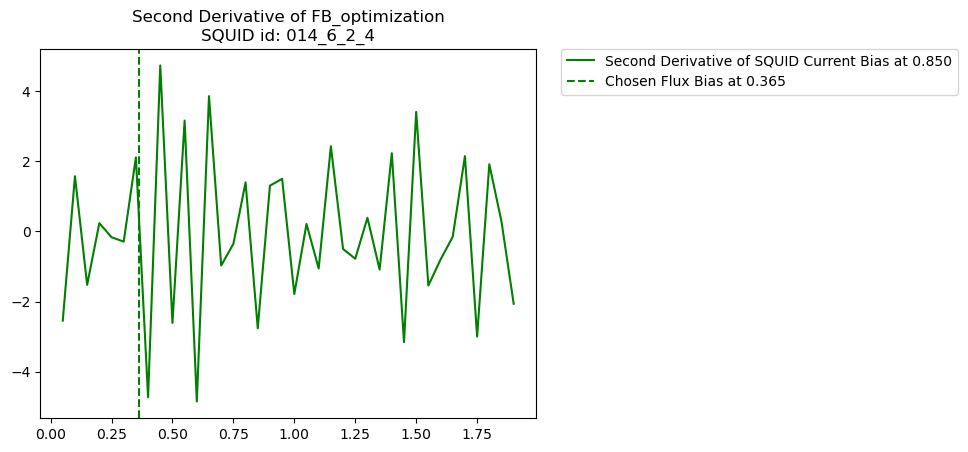 Second Derivative of FB_optimization
SQUID id: 014_6_2_4
Second Derivative of SQUID Current Bias at 0.850
Chosen Flux Bias at 0.365
4
2
0
−2
−4
0.00 0.25 0.50 0.75 1.00 1.25 1.50 1.75